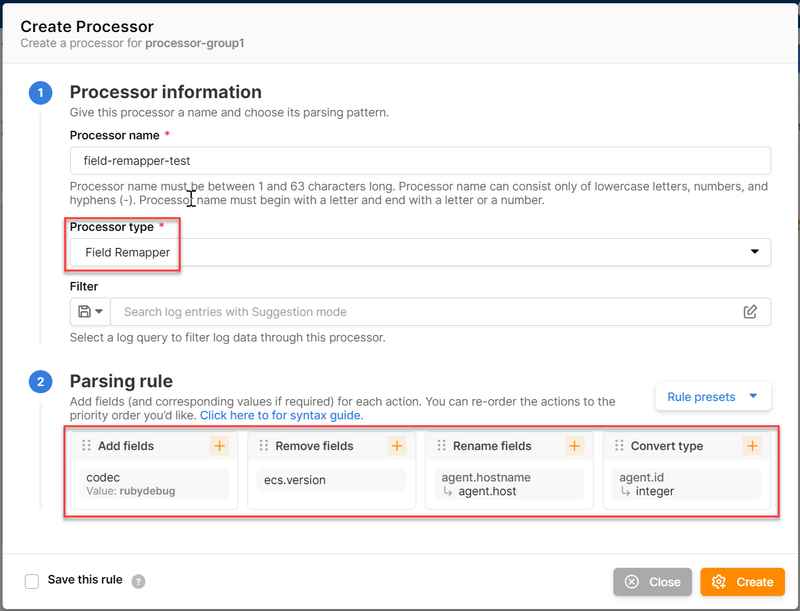 Create Processor
Create a processor for processor-group1
1
Processor information
Give this processor a name and choose its parsing pattern.
Processor name *
field-remapper-test
Processor name must be between 1 and 63 characters long. Processor name can consist only of lowercase letters, numbers, and
hyphens (-). Processor name must begin with a letter and end with a letter or a number.
Processor type *
Field Remapper
Filter
Search log entries with Suggestion mode
Select a log query to filter log data through this processor.
2
Parsing rule
Add fields (and corresponding values if required) for each action. You can re-order the actions to the
priority order you'd like. Click here to for syntax guide.
Rule presets
Add fields +
codec
Value: rubydebug
Remove fields +
ecs.version
Rename fields +
agent.hostname
↳ agent.host
Convert type +
agent.id
↳ integer
Save this rule ?
Close
Create